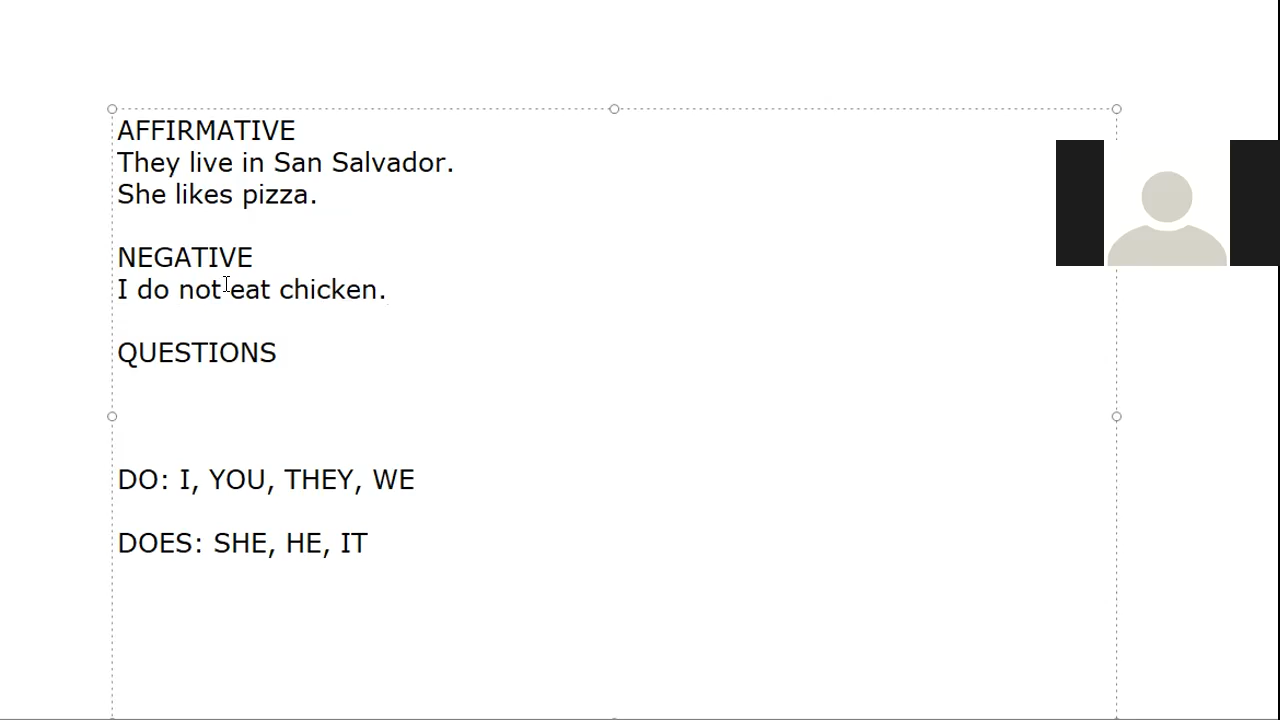 AFFIRMATIVE
They live in San Salvador.
She likes pizza.
NEGATIVE
I do not eat chicken.
QUESTIONS
DO: I, YOU, THEY, WE
DOES: SHE, HE, IT